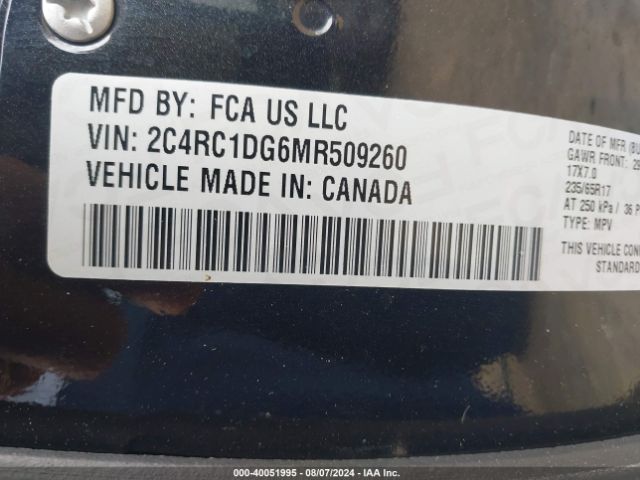 MFD BY: FCA US LLC
VIN: 2C4RC1DG6MR509260
VEHICLE MADE IN: CANADA
DATE OF MFR
GAWR FRONT:
17X7.0
235/65R17
AT 250 kPa / 36
TYPE: MPV
THIS VEHICLE
STANDARD
000-40051995 - 08/07/2024 - IAA Inc.